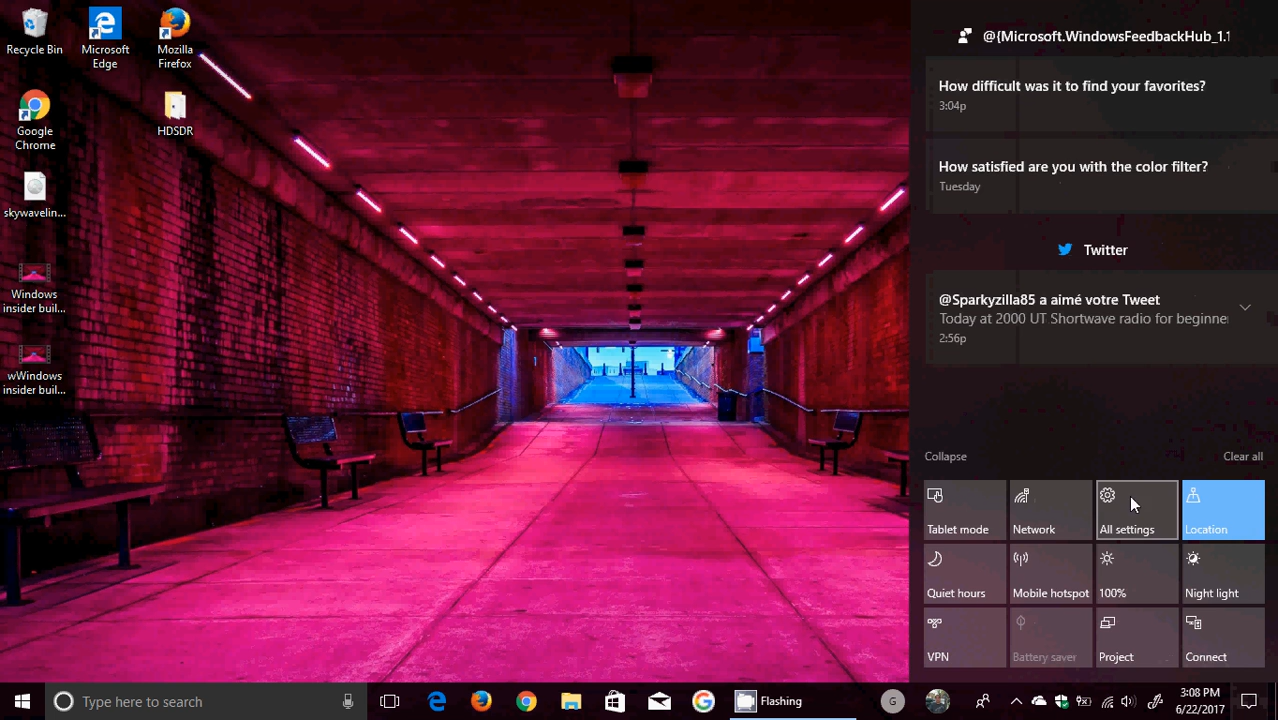 Recycle Bin
Microsoft
Edge
Mozilla
Firefox
Google
Chrome
HDSDR
skywavelin...
Windows
insider buil...
wWindows
insider buil...
@{Microsoft.WindowsFeedbackHub_1.1
How difficult was it to find your favorites?
3:04p
How satisfied are you with the color filter?
Tuesday
Twitter
@Sparkyzilla85 a aimé votre Tweet
Today at 2000 UT Shortwave radio for beginne
2:56p
Collapse
Clear all
Tablet mode
Network
All settings
Location
Quiet hours
Mobile hotspot
100%
Night light
VPN
Battery saver
Project
Connect
Type here to search
Flashing
G
3:08 PM
6/22/2017